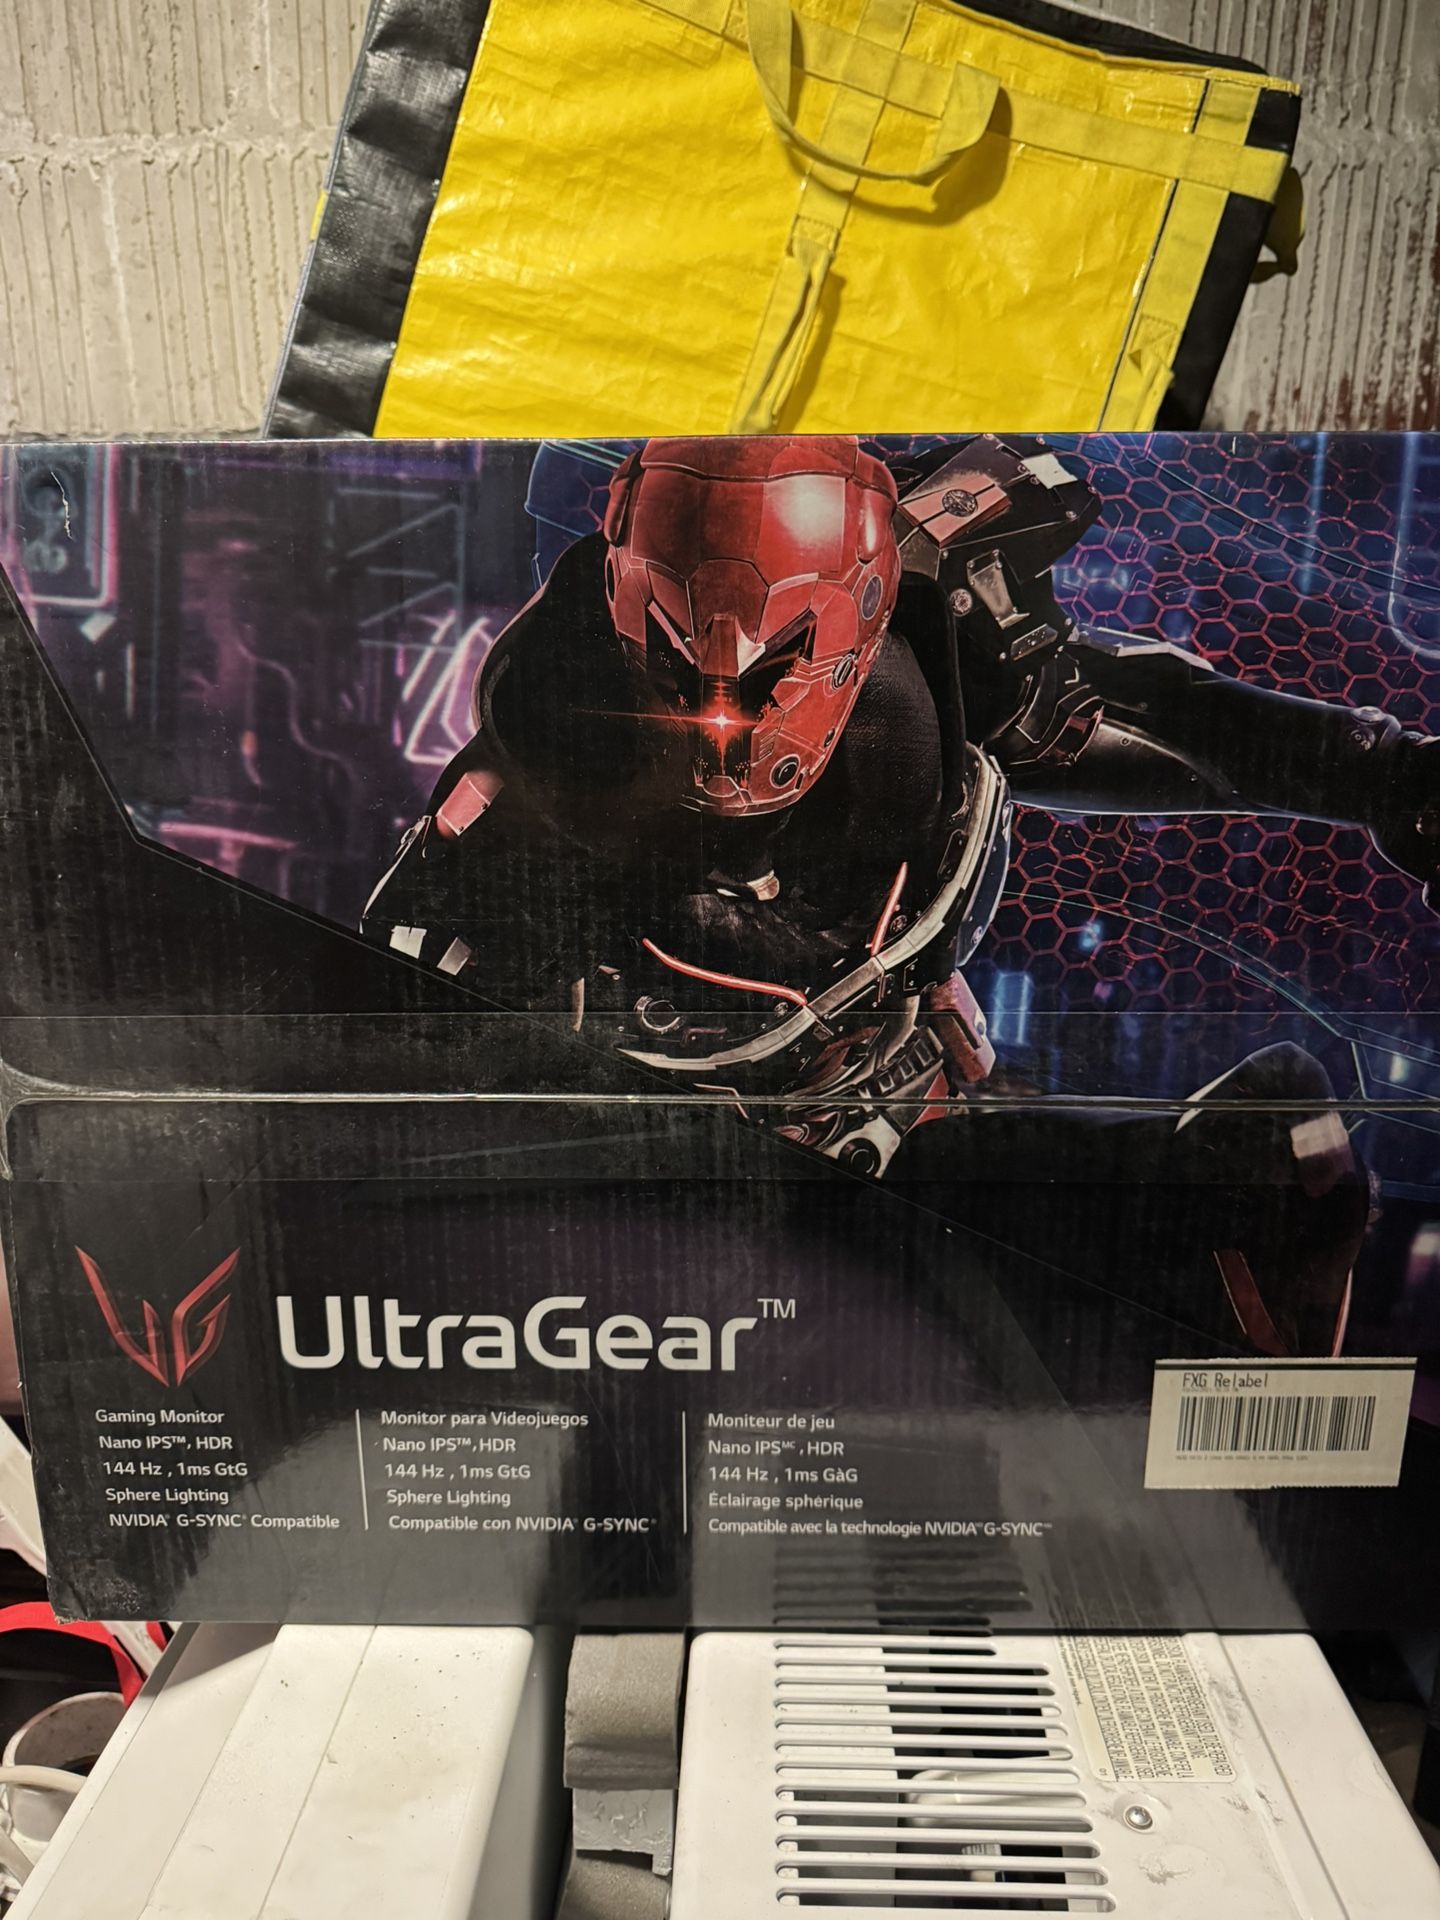 UG
UltraGear™
Gaming Monitor
Nano IPS™, HDR
144 Hz , 1ms GtG
Sphere Lighting
NVIDIA® G-SYNC® Compatible
Monitor para Videojuegos
Nano IPS™, HDR
144 Hz , 1ms GtG
Sphere Lighting
Compatible con NVIDIA® G-SYNC®
Moniteur de jeu
Nano IPSᴹᶜ , HDR
144 Hz , 1ms GàG
Éclairage sphérique
Compatible avec la technologie NVIDIA G-SYNC
FXG Relabel